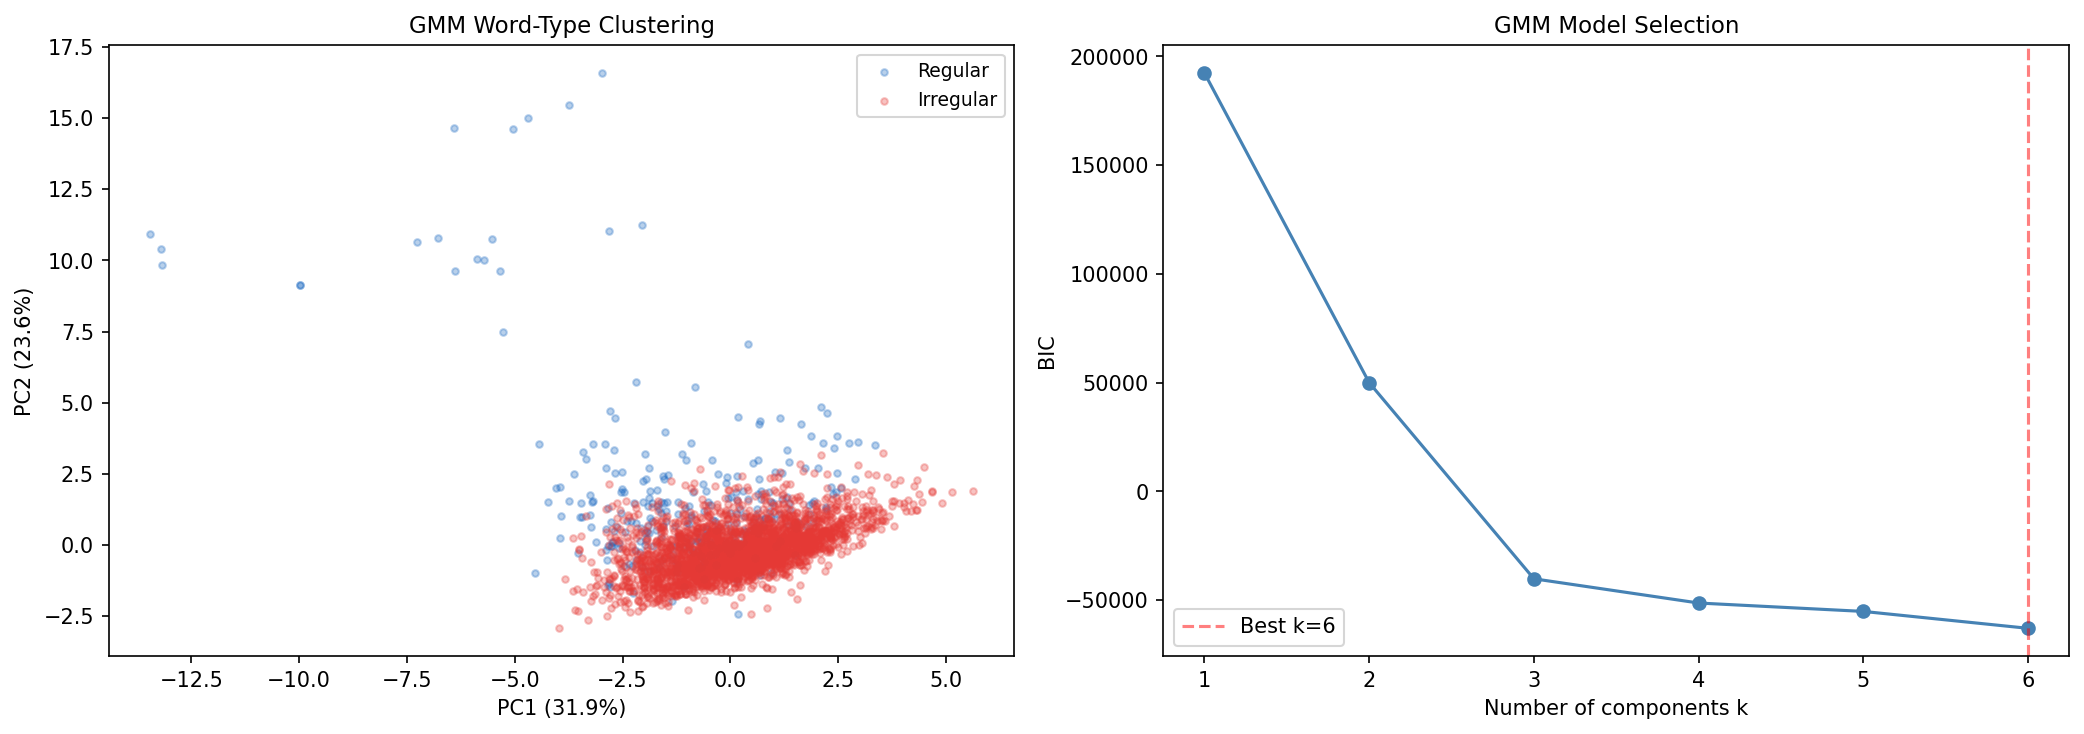 GMM Word-Type Clustering
17.5
15.0
12.5
10.0
7.5
5.0
2.5
0.0
−2.5
PC2 (23.6%)
Regular
Irregular
−12.5 −10.0 −7.5 −5.0 −2.5 0.0 2.5 5.0
PC1 (31.9%)
GMM Model Selection
200000
150000
100000
50000
0
−50000
BIC
Best k=6
1 2 3 4 5 6
Number of components k